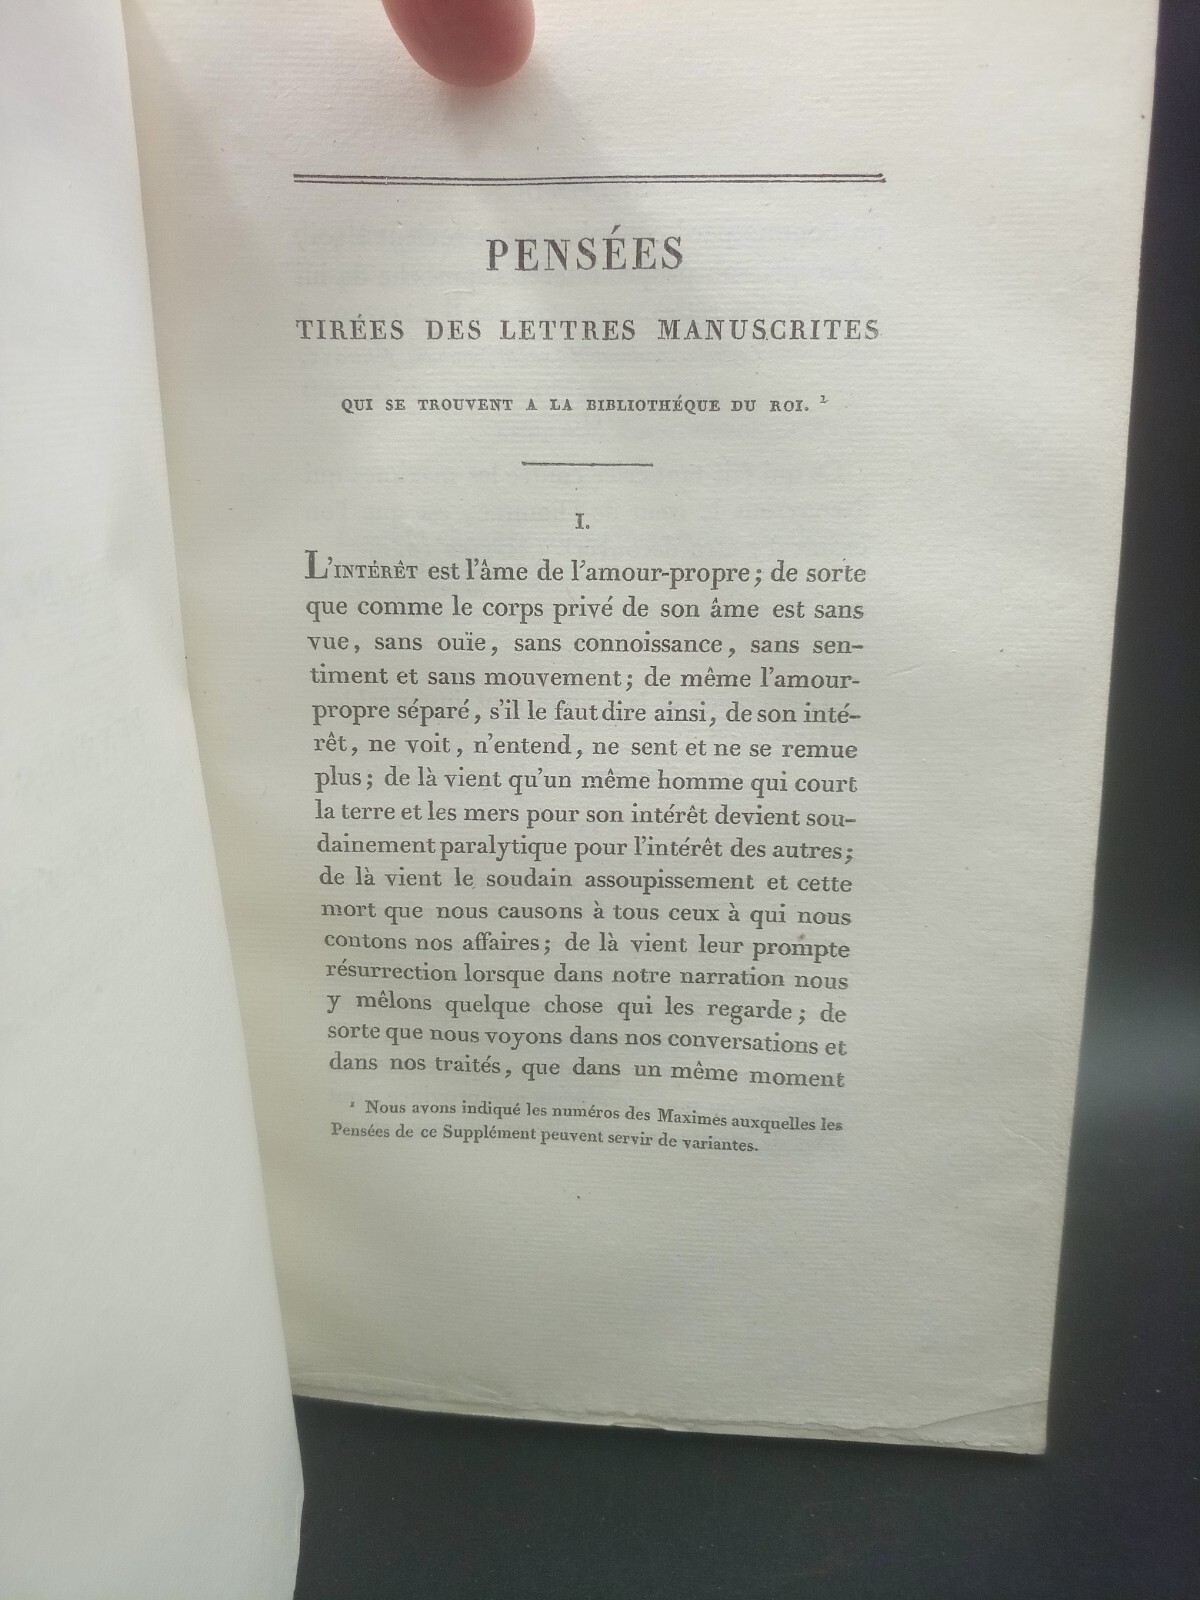 PENSÉES
TIRÉES DES LETTRES MANUSCRITES
QUI SE TROUVENT A LA BIBLIOTHÉQUE DU ROI. ¹
I.
L'INTÉRÊT est l'âme de l'amour-propre; de sorte
que comme le corps privé de son âme est sans
vue, sans ouïe, sans connoissance, sans sen-
timent et sans mouvement; de même l'amour-
propre séparé, s'il le faut dire ainsi, de son inté-
rêt, ne voit, n'entend, ne sent et ne se remue
plus; de là vient qu'un même homme qui court
la terre et les mers pour son intérêt devient sou-
dainement paralytique pour l'intérêt des autres;
de là vient le soudain assoupissement et cette
mort que nous causons à tous ceux à qui nous
contons nos affaires; de là vient leur prompte
résurrection lorsque dans notre narration nous
y mêlons quelque chose qui les regarde; de
sorte que nous voyons dans nos conversations et
dans nos traités, que dans un même moment
¹ Nous avons indiqué les numéros des Maximes auxquelles les
Pensées de ce Supplément peuvent servir de variantes.